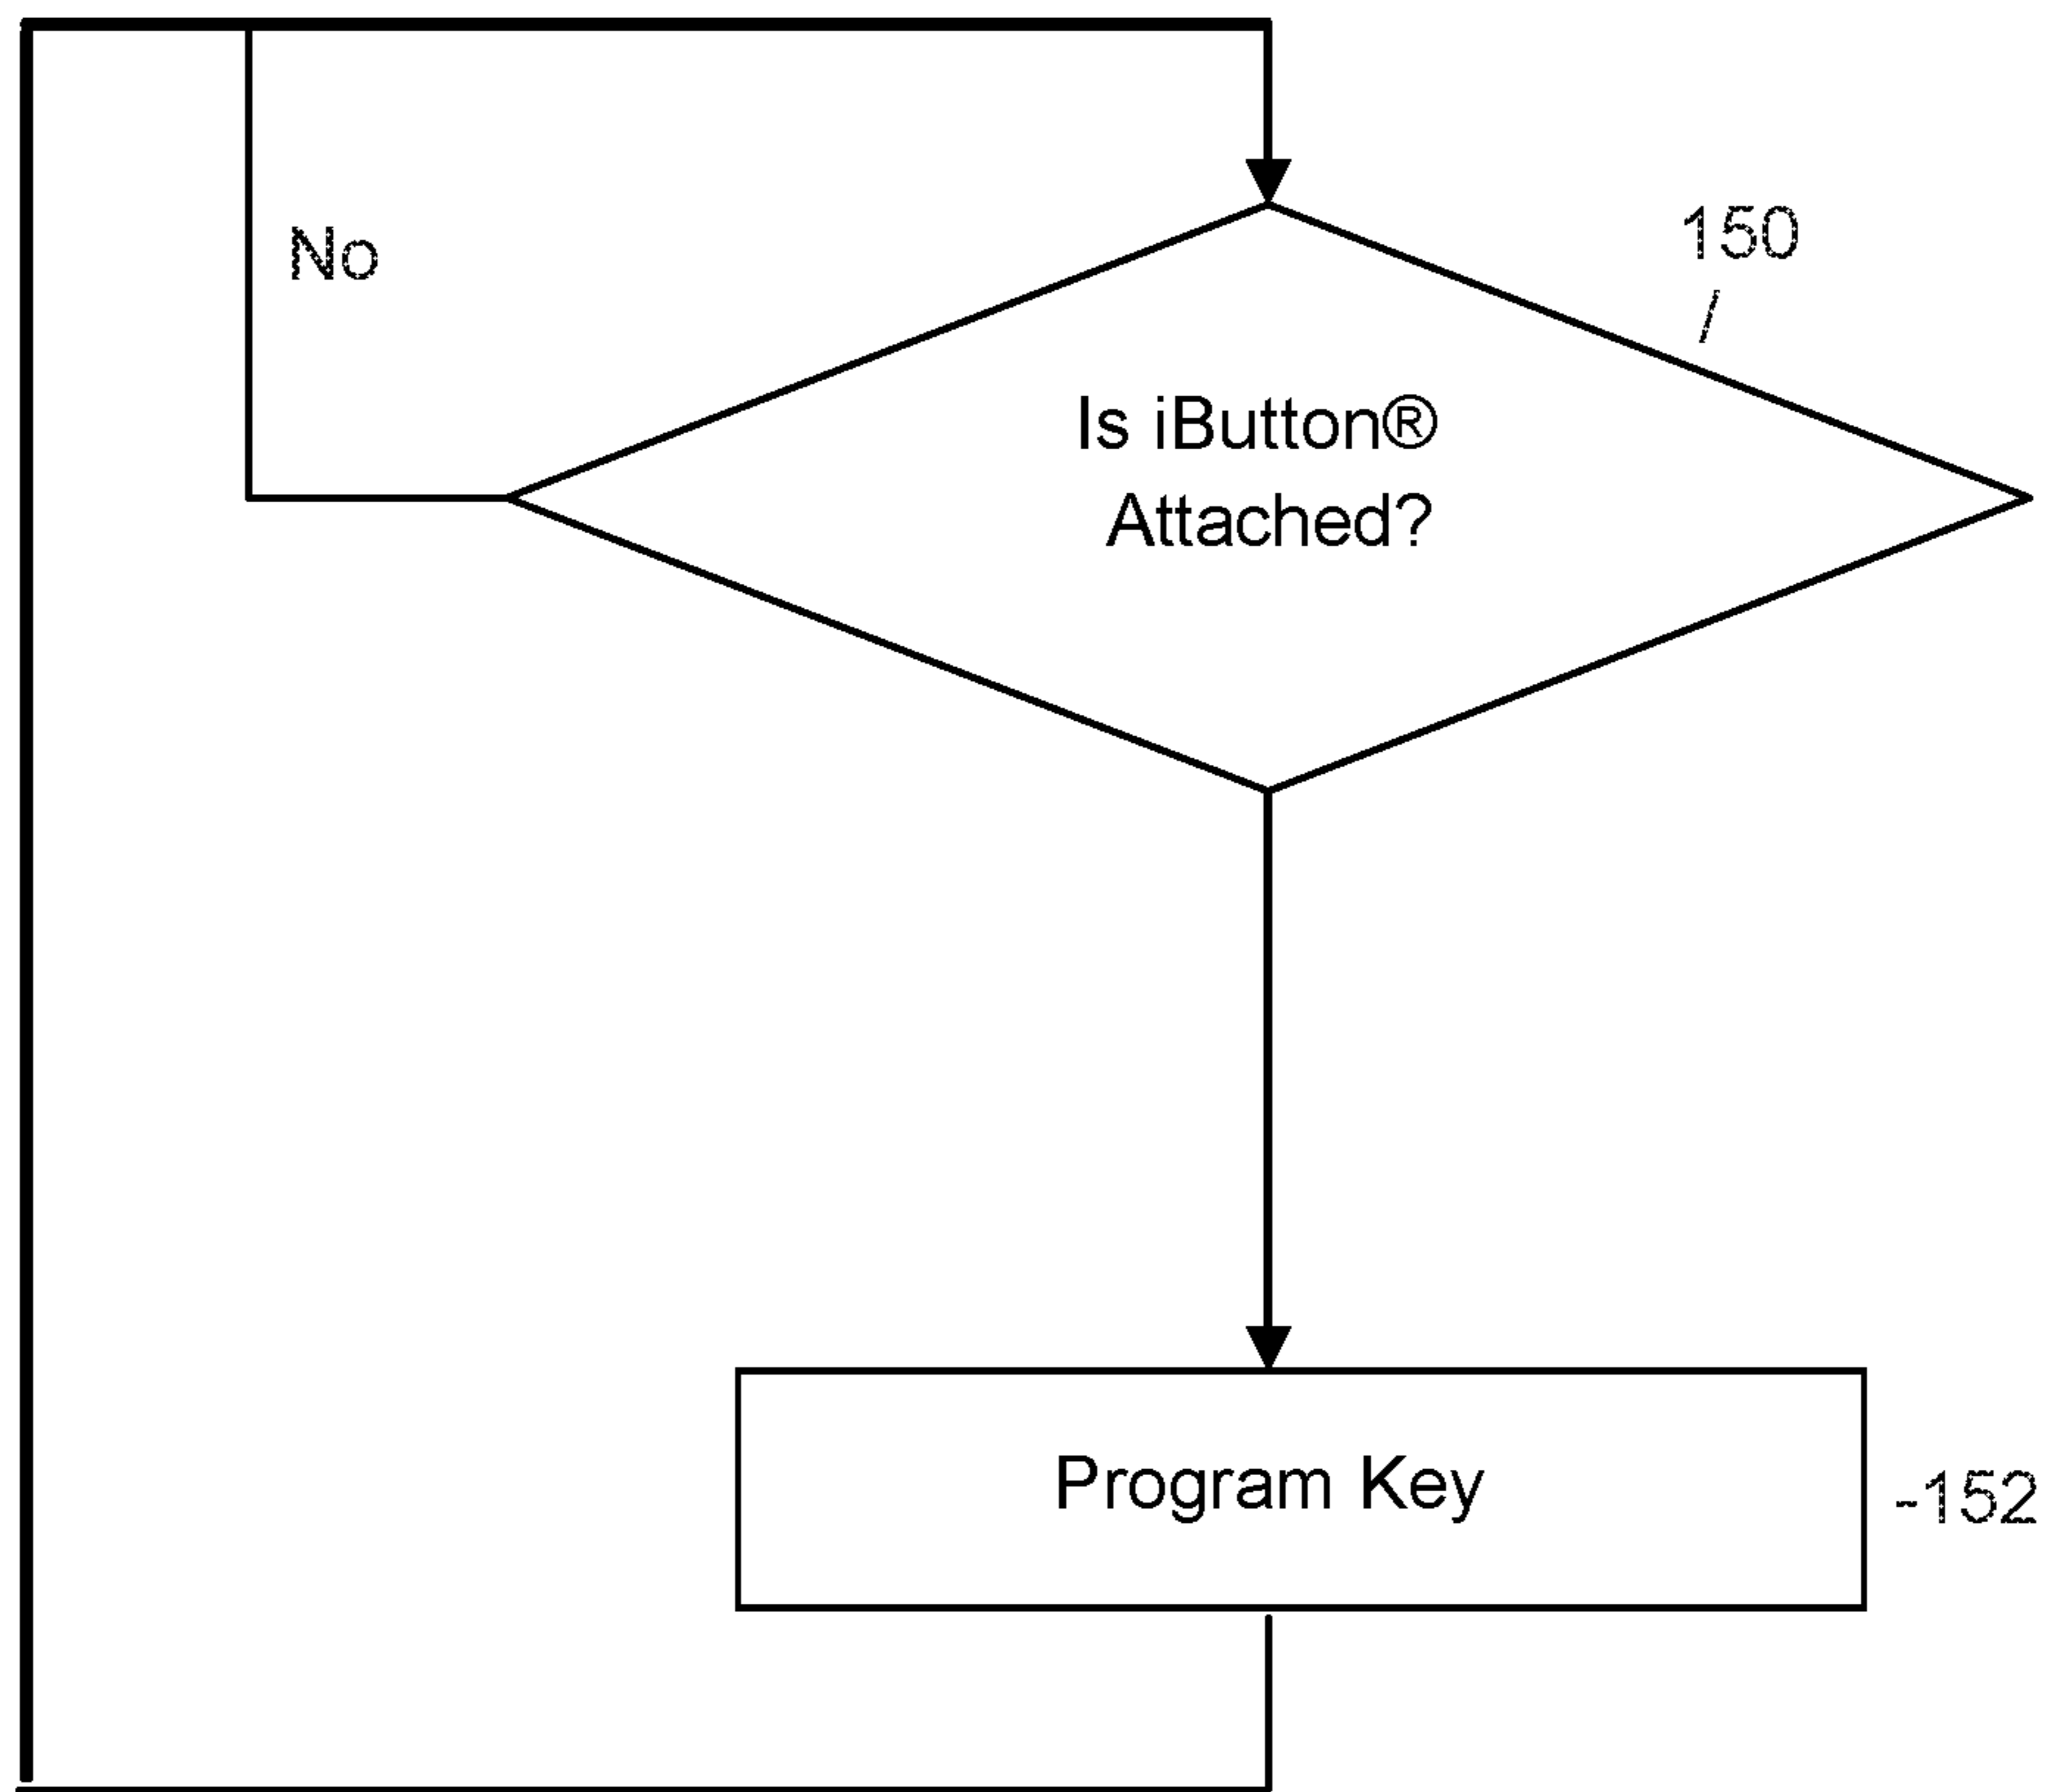 No
150
Is iButton®
Attached?
Program Key
-152